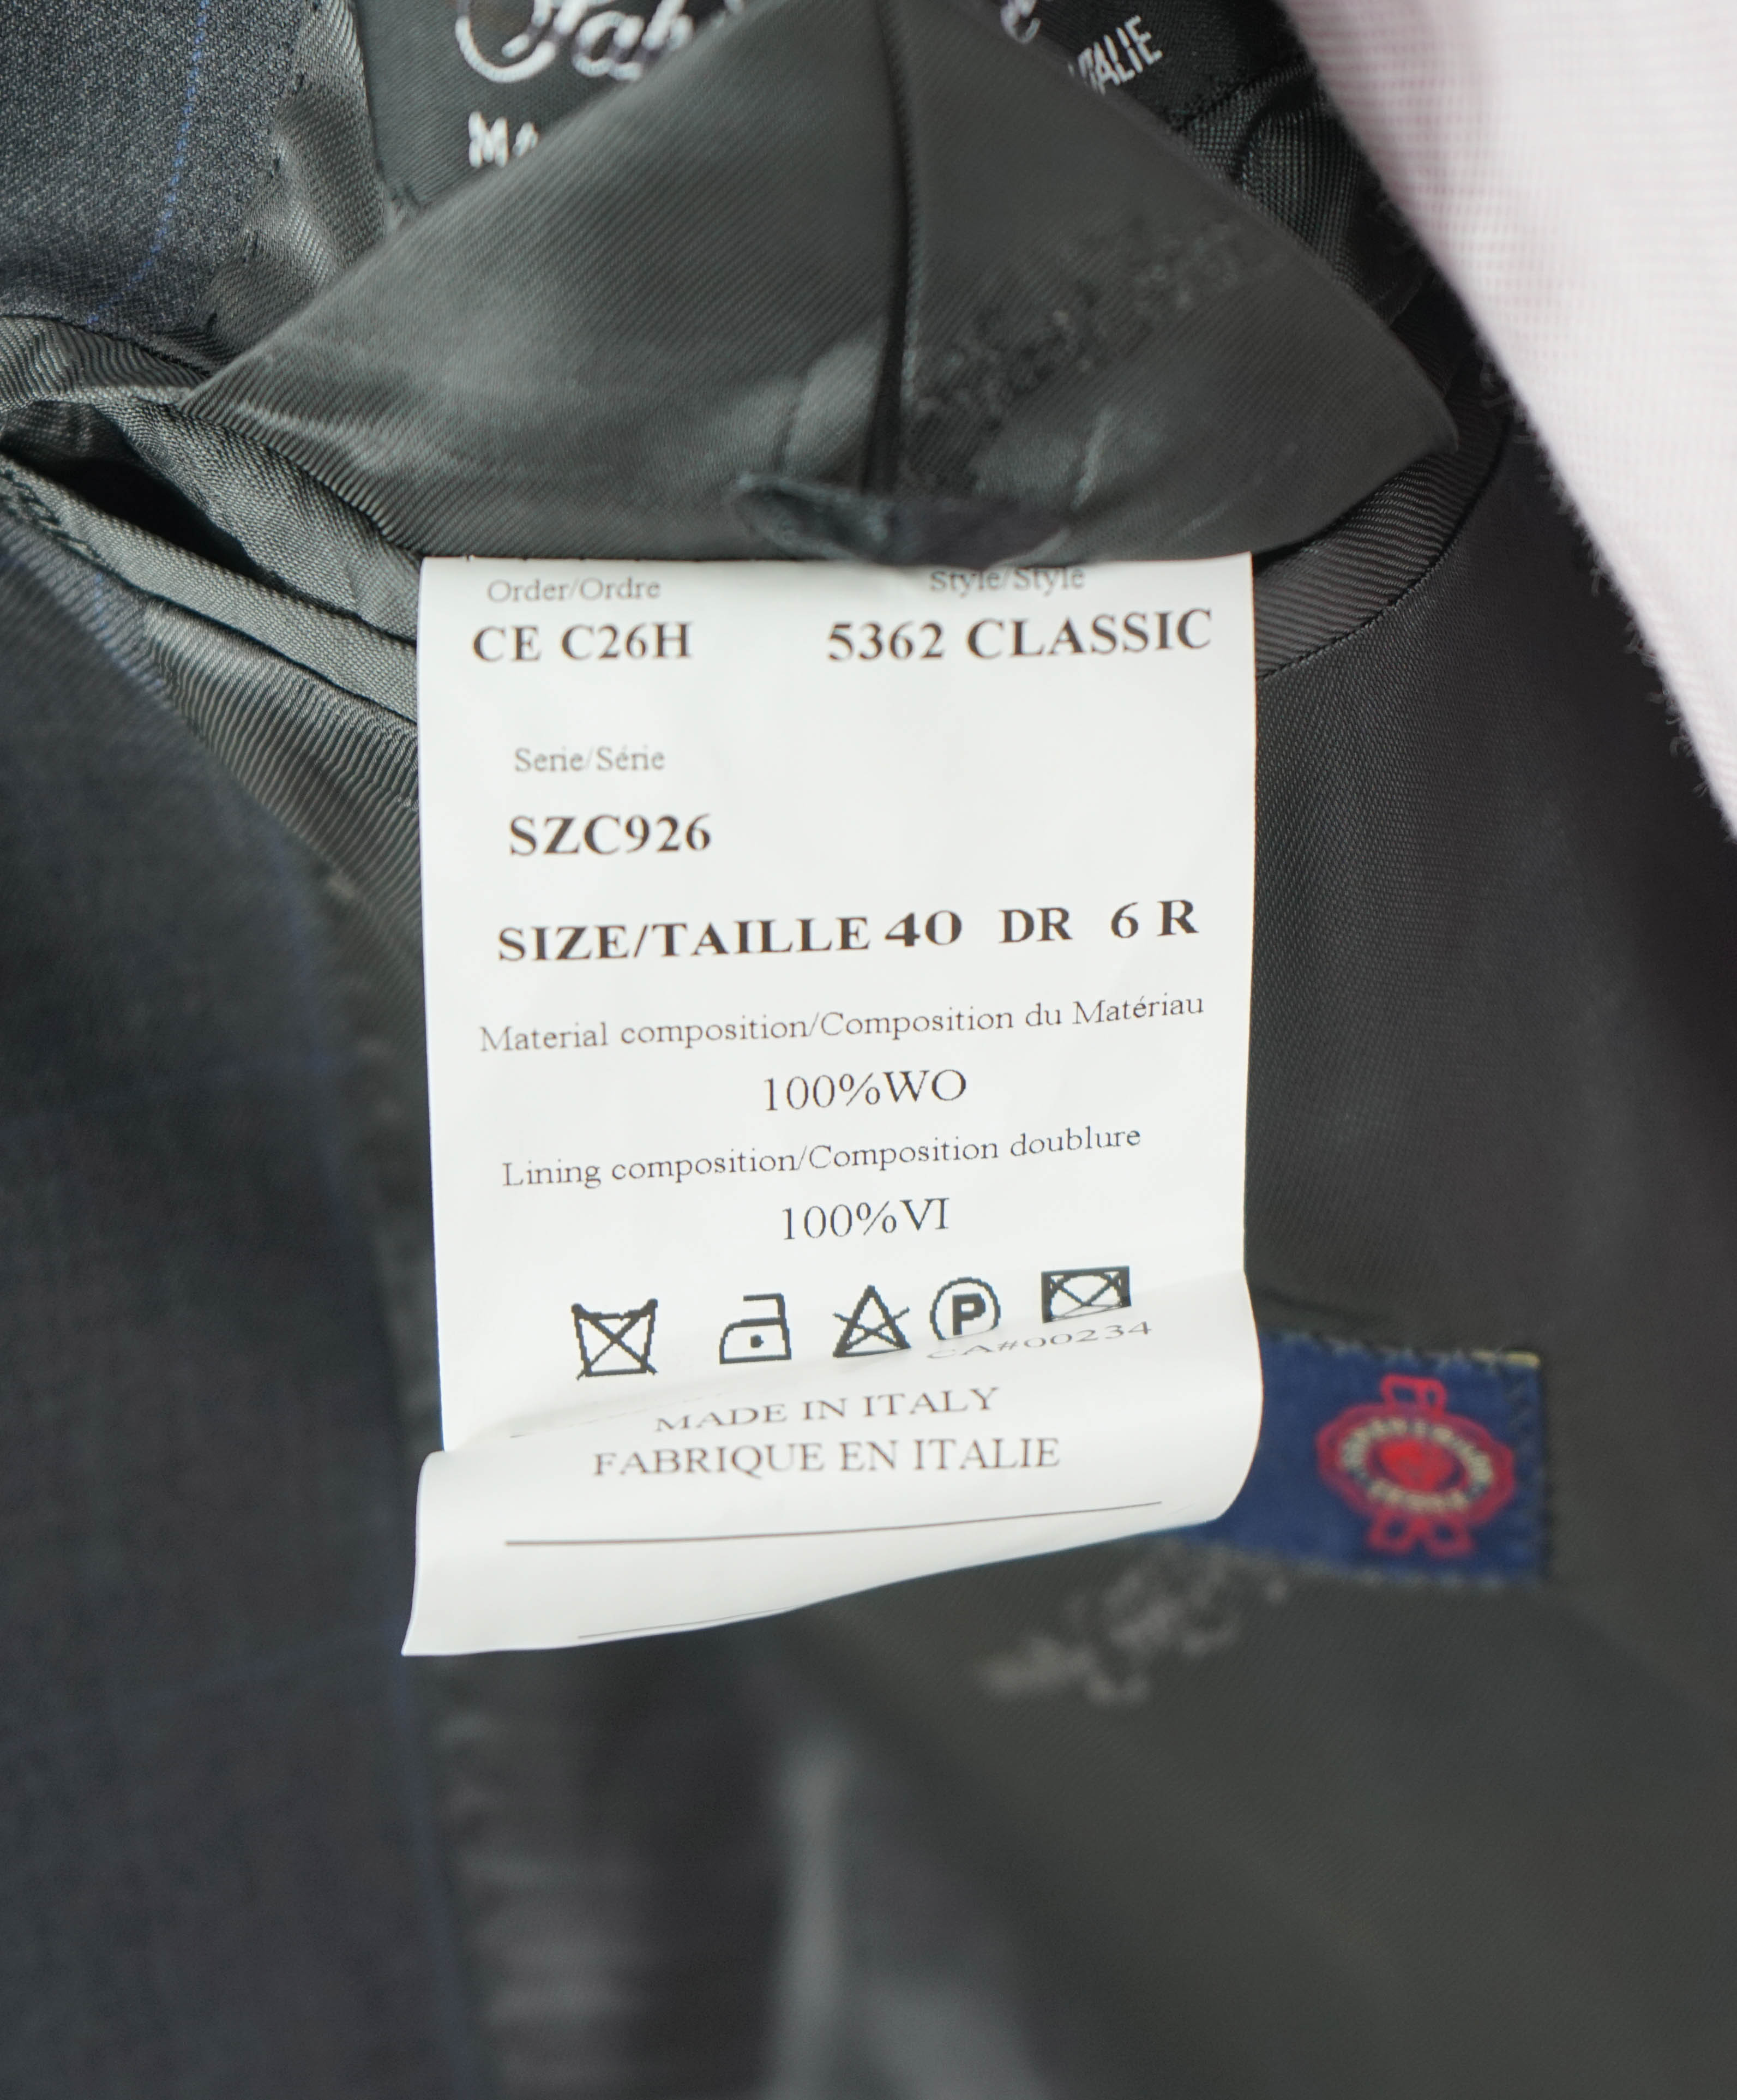 ITALIE
Order/Ordre Style/Style
CE C26H 5362 CLASSIC
Serie/Série
SZC926
SIZE/TAILLE 40 DR 6 R
Material composition/Composition du Matériau
100%WO
Lining composition/Composition doublure
100%VI
P
CA#00234
MADE IN ITALY
FABRIQUE EN ITALIE